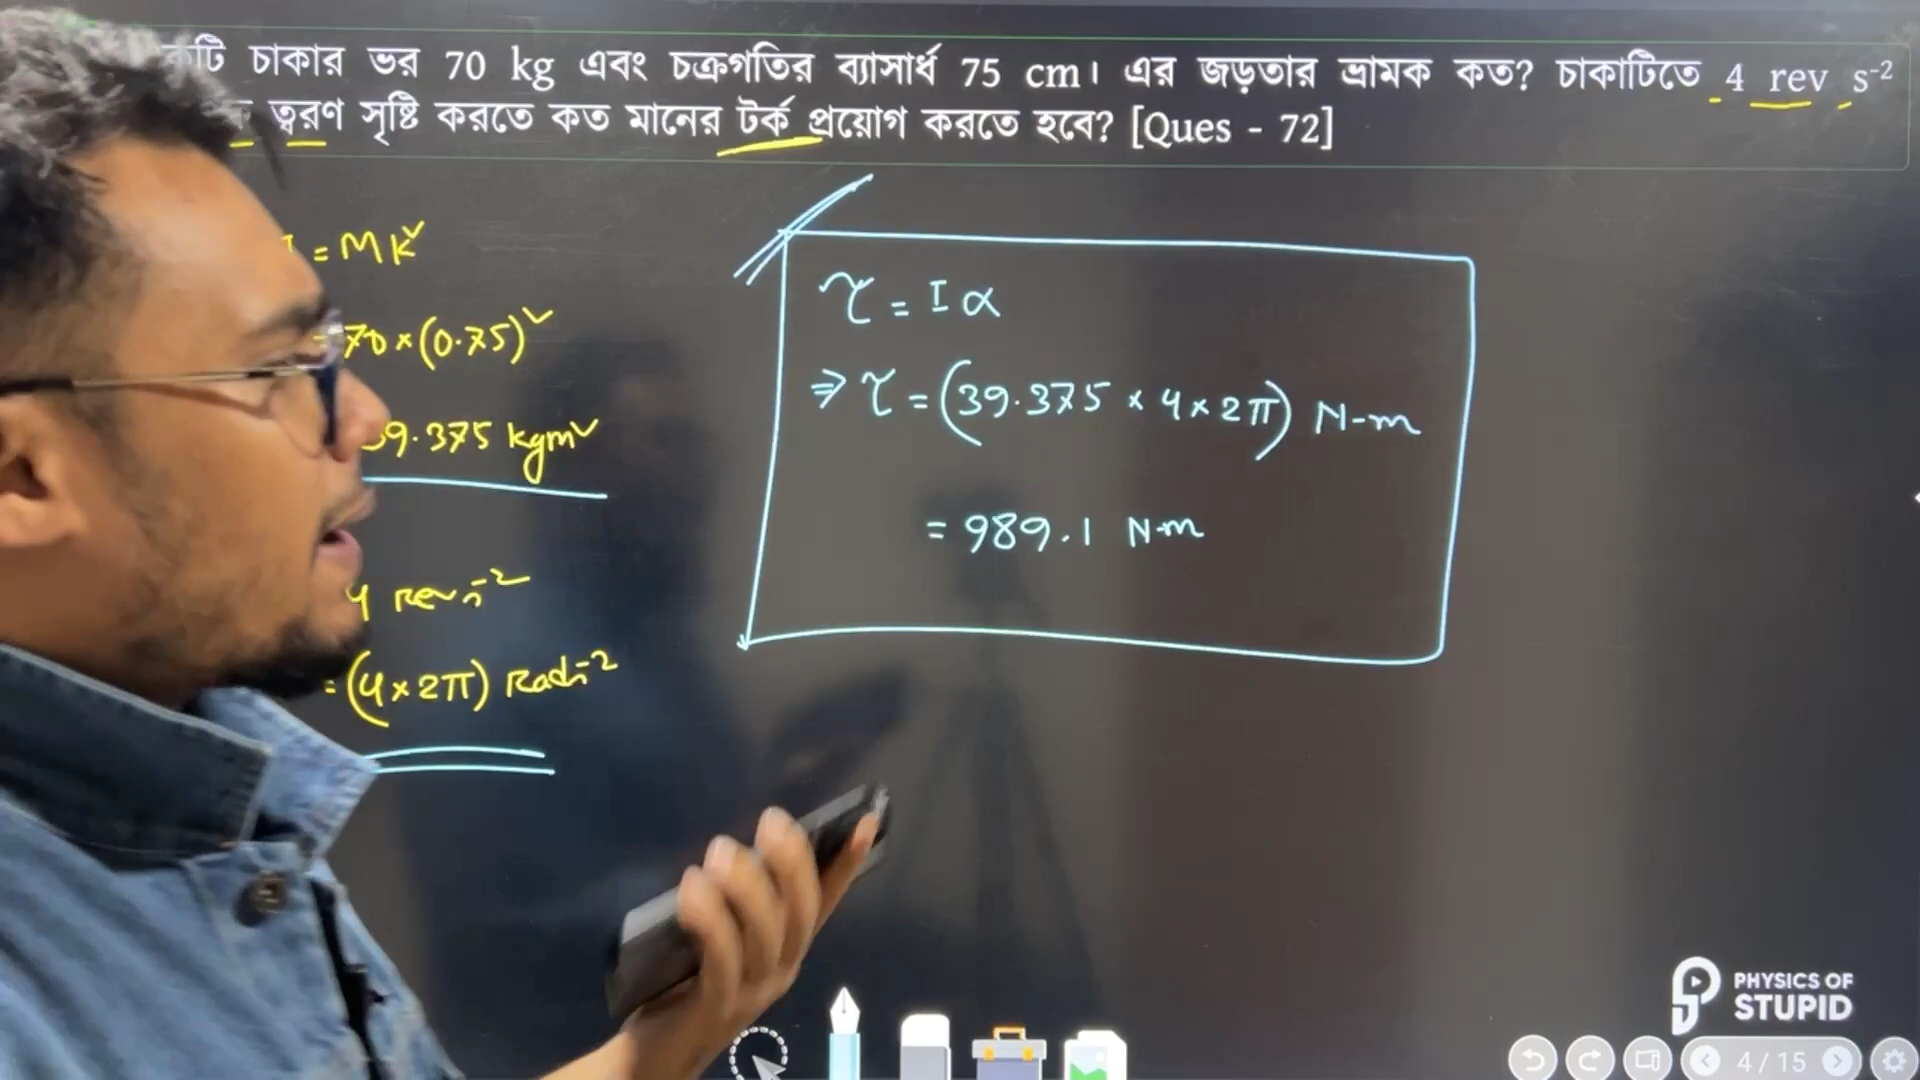 চাকার ভর 70 kg এবং চক্রগতির ব্যাসার্ধ 75 cm। এর জড়তার ভ্রামক কত? চাকাটিতে 4 rev s⁻²
ত্বরণ সৃষ্টি করতে কত মানের টর্ক প্রয়োগ করতে হবে? [Ques - 72]
I = MK²
= 70 × (0.75)²
39.375 kgm²
4 rev s⁻²
= (4 × 2π) rad s⁻²
τ = I α
⇒ τ = (39.375 × 4 × 2π) N-m
= 989.1 N-m
PHYSICS OF
STUPID
4 / 15